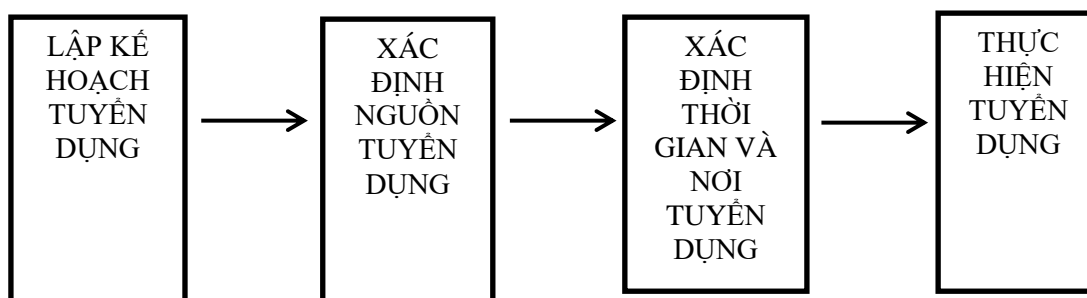 LẬP KẾ
HOẠCH
TUYỂN
DỤNG
XÁC
ĐỊNH
NGUỒN
TUYỂN
DỤNG
XÁC
ĐỊNH
THỜI
GIAN VÀ
NƠI
TUYỂN
DỤNG
THỰC
HIỆN
TUYỂN
DỤNG